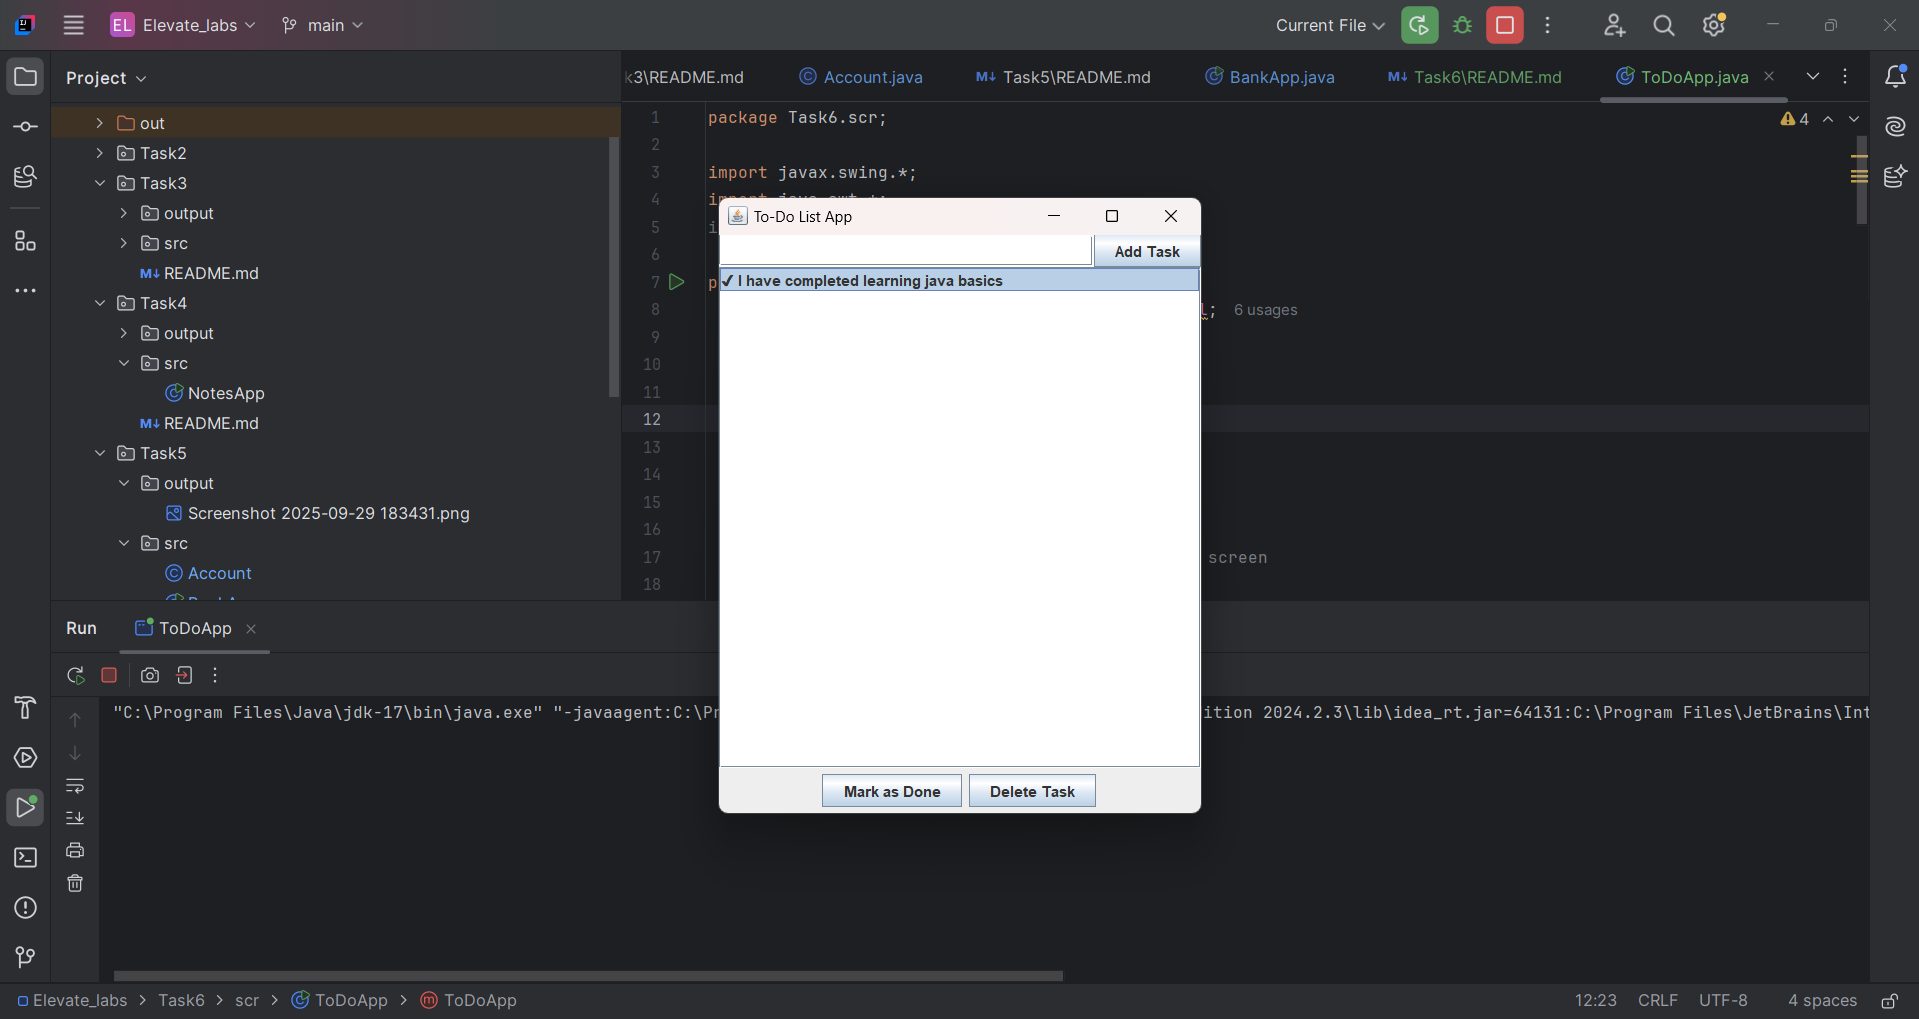 EL Elevate_labs main Current File
Project
k3\README.md Account.java Task5\README.md BankApp.java Task6\README.md ToDoApp.java
out
Task2
Task3
output
src
README.md
Task4
output
src
NotesApp
README.md
Task5
output
Screenshot 2025-09-29 183431.png
src
Account
1 package Task6.scr;
4
2
3 import javax.swing.*;
4
5
6
7
8
6 usages
9
10
11
12
13
14
15
16
17 screen
18
To-Do List App
Add Task
✔ I have completed learning java basics
Mark as Done Delete Task
Run ToDoApp
"C:\Program Files\Java\jdk-17\bin\java.exe" "-javaagent:C:\Pr ition 2024.2.3\lib\idea_rt.jar=64131:C:\Program Files\JetBrains\Int
Elevate_labs > Task6 > scr > ToDoApp > ToDoApp
12:23 CRLF UTF-8 4 spaces